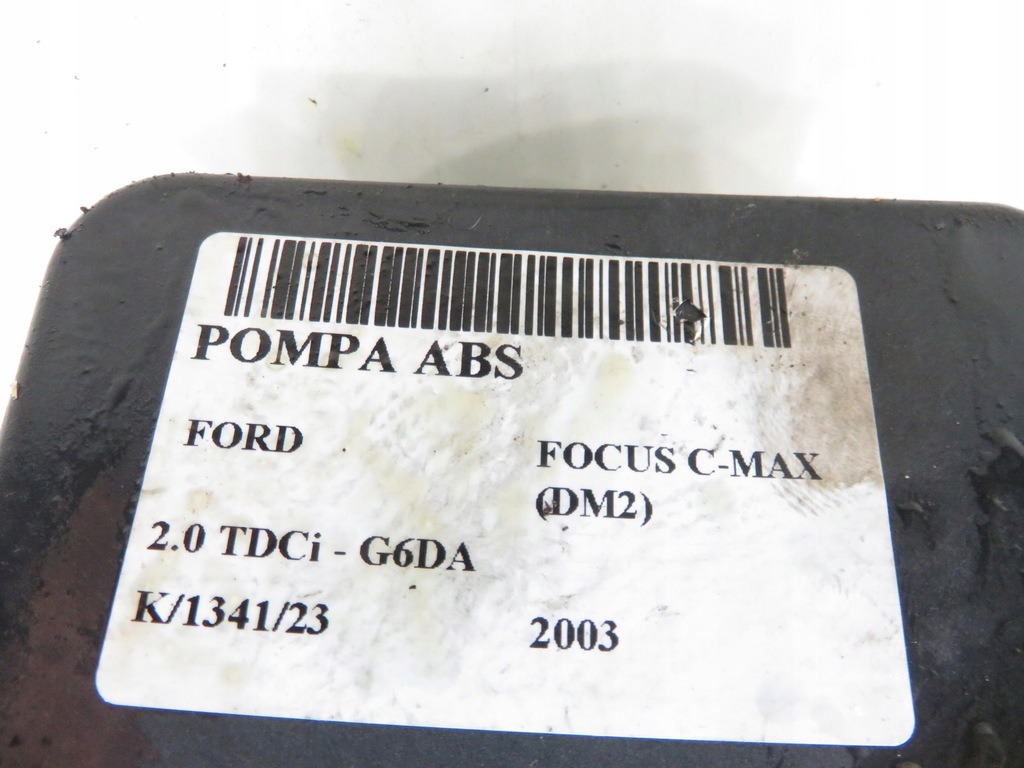 POMPA ABS
FORD
FOCUS C-MAX
(DM2)
2.0 TDCi - G6DA
K/1341/23
2003